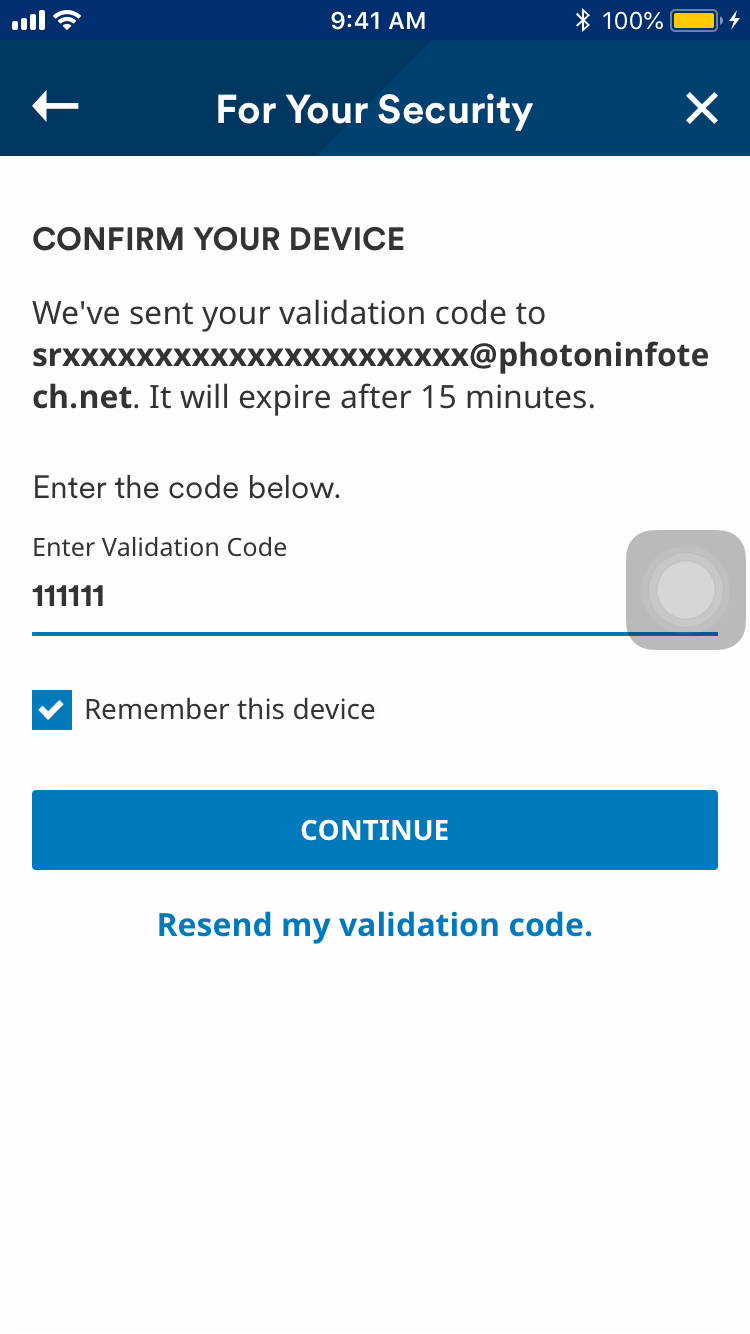 9:41 AM 100%
For Your Security
CONFIRM YOUR DEVICE
We've sent your validation code to
srxxxxxxxxxxxxxxxxxxxxxx@photoninfote
ch.net. It will expire after 15 minutes.
Enter the code below.
Enter Validation Code
111111
Remember this device
CONTINUE
Resend my validation code.